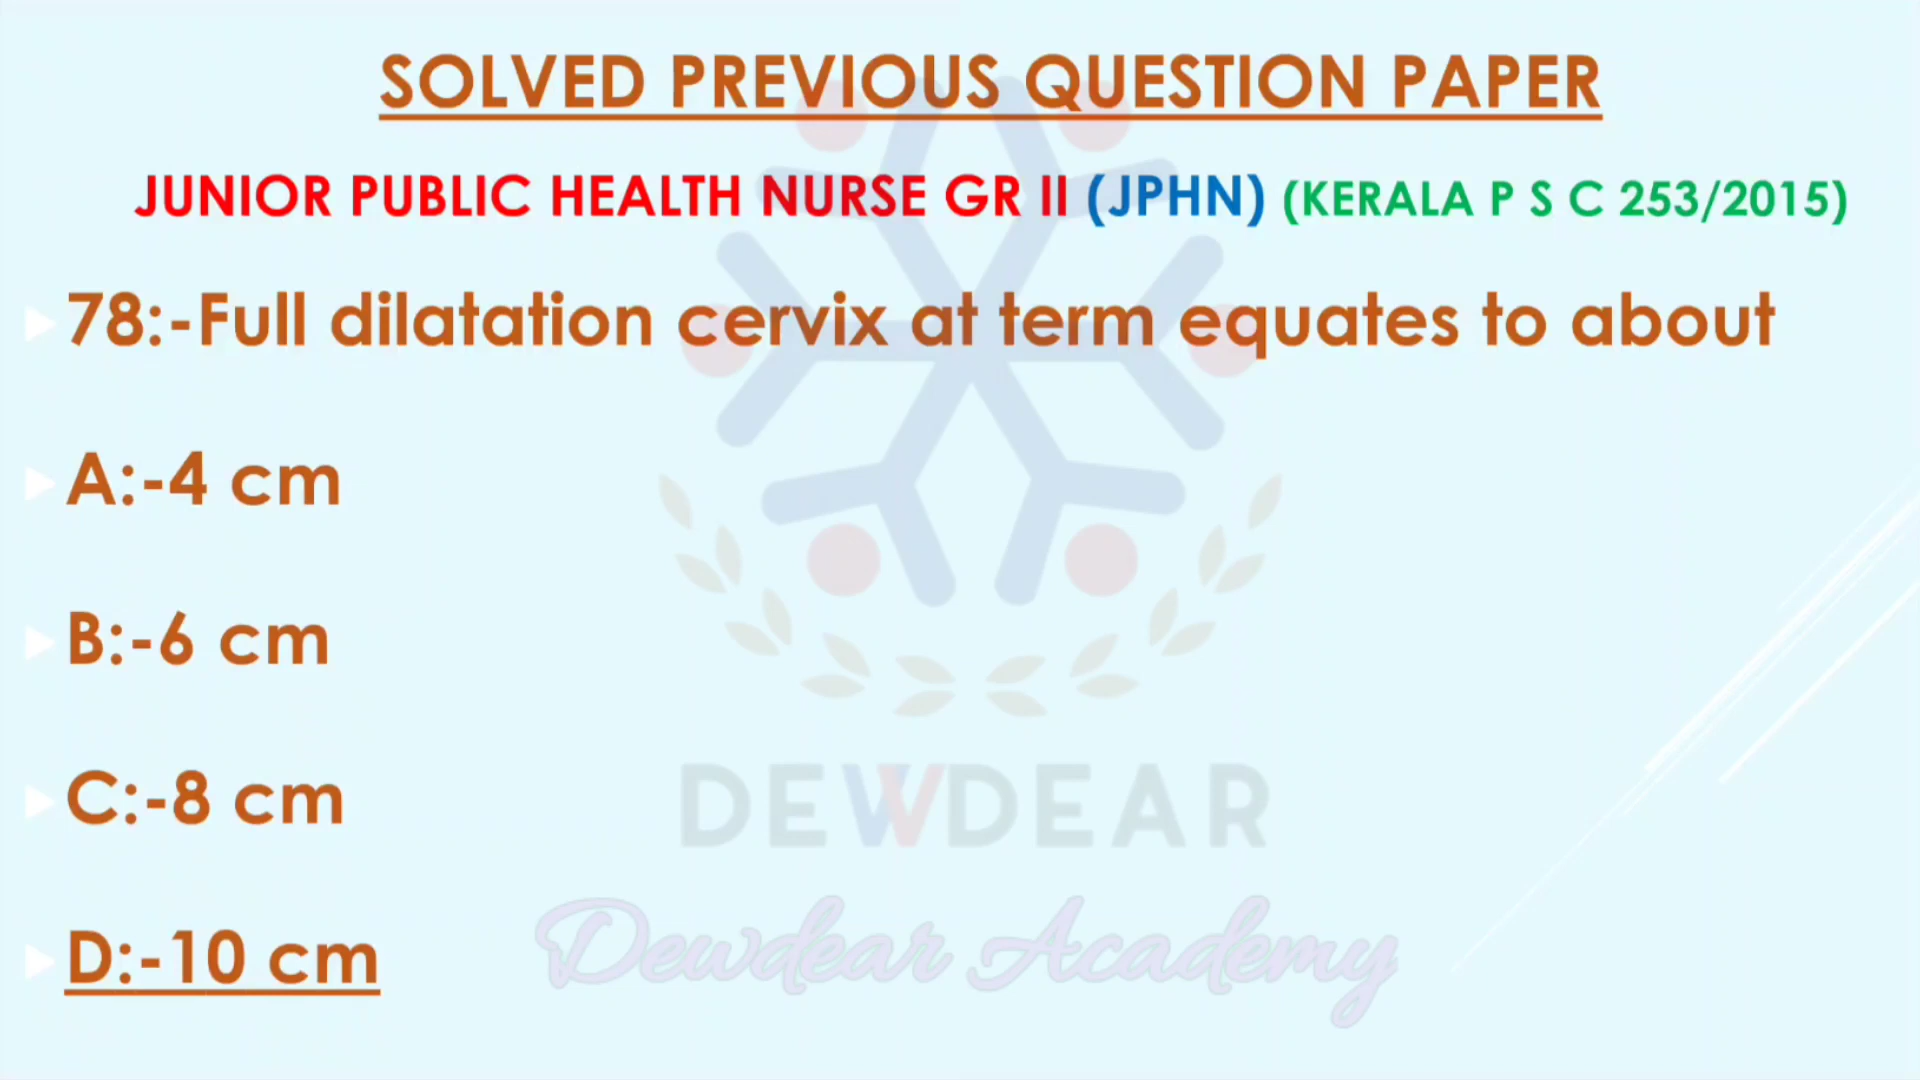 SOLVED PREVIOUS QUESTION PAPER
JUNIOR PUBLIC HEALTH NURSE GR II (JPHN) (KERALA P S C 253/2015)
78:-Full dilatation cervix at term equates to about
A:-4 cm
B:-6 cm
C:-8 cm
DEWDEAR
Dewdear Academy
D:-10 cm